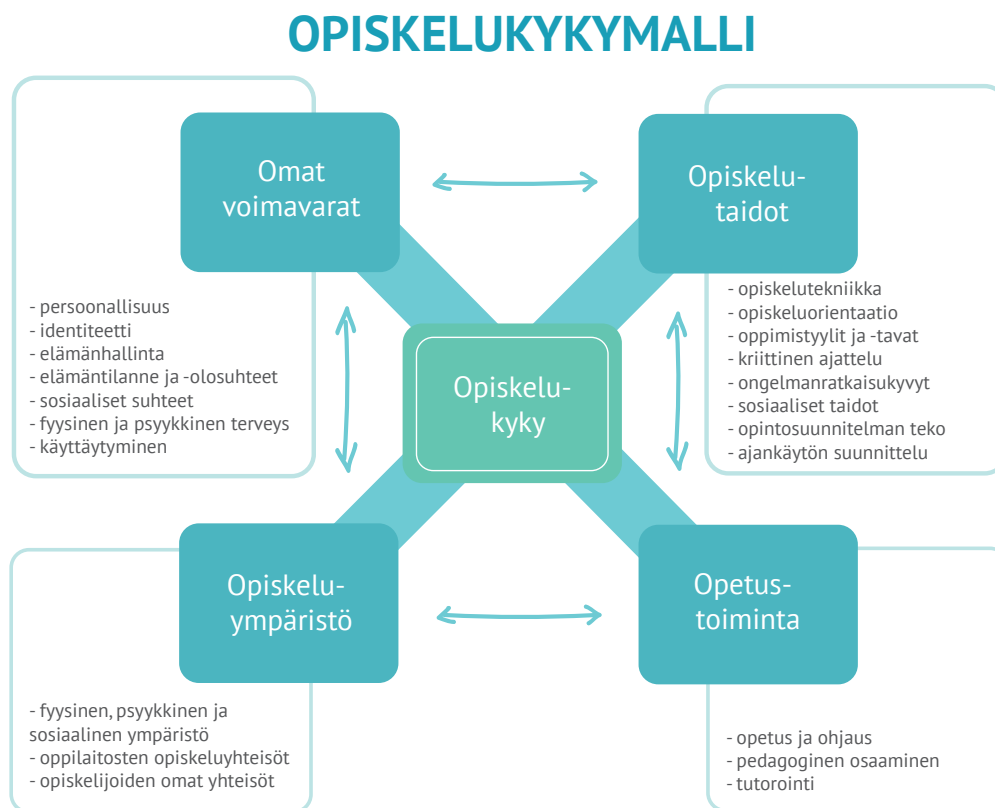 OPISKELUKYKYMALLI
Omat
voimavarat
- persoonallisuus
- identiteetti
- elämänhallinta
- elämäntilanne ja -olosuhteet
- sosiaaliset suhteet
- fyysinen ja psyykkinen terveys
- käyttäytyminen
Opiskelu-
taidot
- opiskelutekniikka
- opiskeluorientaatio
- oppimistyylit ja -tavat
- kriittinen ajattelu
- ongelmanratkaisukyvyt
- sosiaaliset taidot
- opintosuunnitelman teko
- ajankäytön suunnittelu
Opiskelu-
kyky
Opiskelu-
ympäristö
- fyysinen, psyykkinen ja
sosiaalinen ympäristö
- oppilaitosten opiskeluyhteisöt
- opiskelijoiden omat yhteisöt
Opetus-
toiminta
- opetus ja ohjaus
- pedagoginen osaaminen
- tutorointi